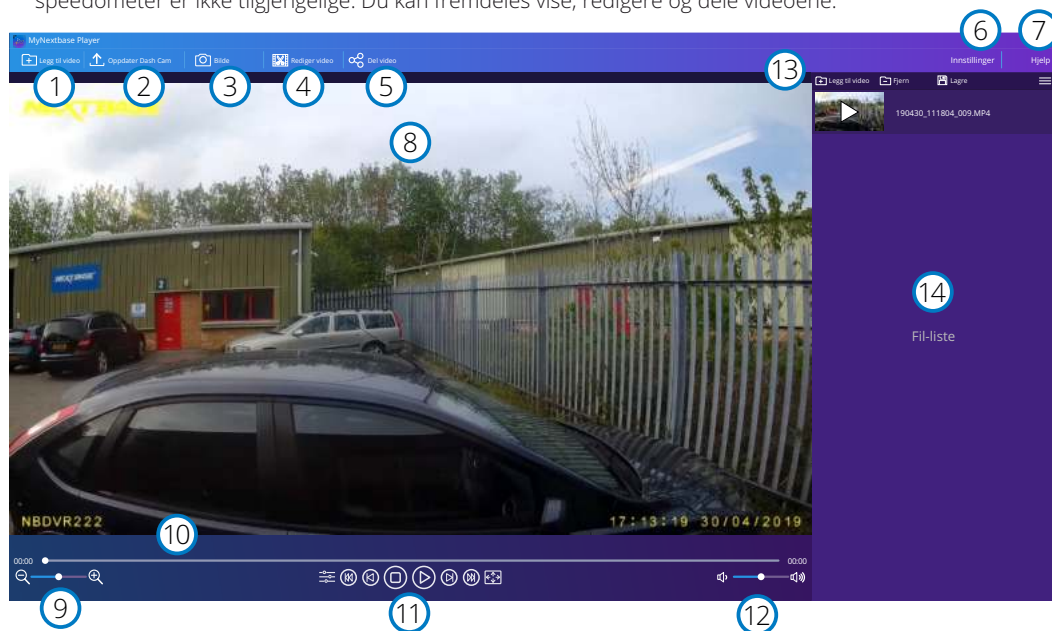 speedometer er ikke tilgjengelige. Du kan fremdeles vise, redigere og dele videoene.
MyNextbase Player
6
7
Legg til video
Oppdater Dash Cam
Bilde
Rediger video
Del video
Innstillinger
Hjelp
1
2
3
4
5
13
Legg til video
Fjern
Lagre
NEXTBASE
190430_111804_009.MP4
8
NEXTBASE
2
14
Fil-liste
NBDVR222
17:13:19 30/04/2019
10
00:00
00:00
9
11
12